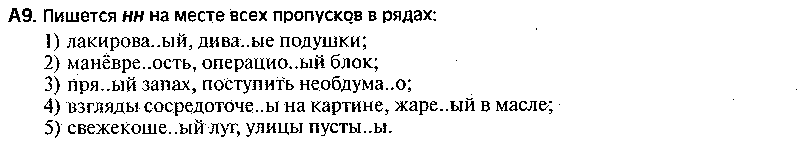 А9. Пишется нн на месте всех пропусков в рядах:
1) лакирова..ый, дива..ые подушки;
2) манёвре..ость, операцио..ый блок;
3) пря..ый запах, поступить необдума..о;
4) взгляды сосредоточе..ы на картине, жаре..ый в масле;
5) свежекоше..ый луг, улицы пусты..ы.